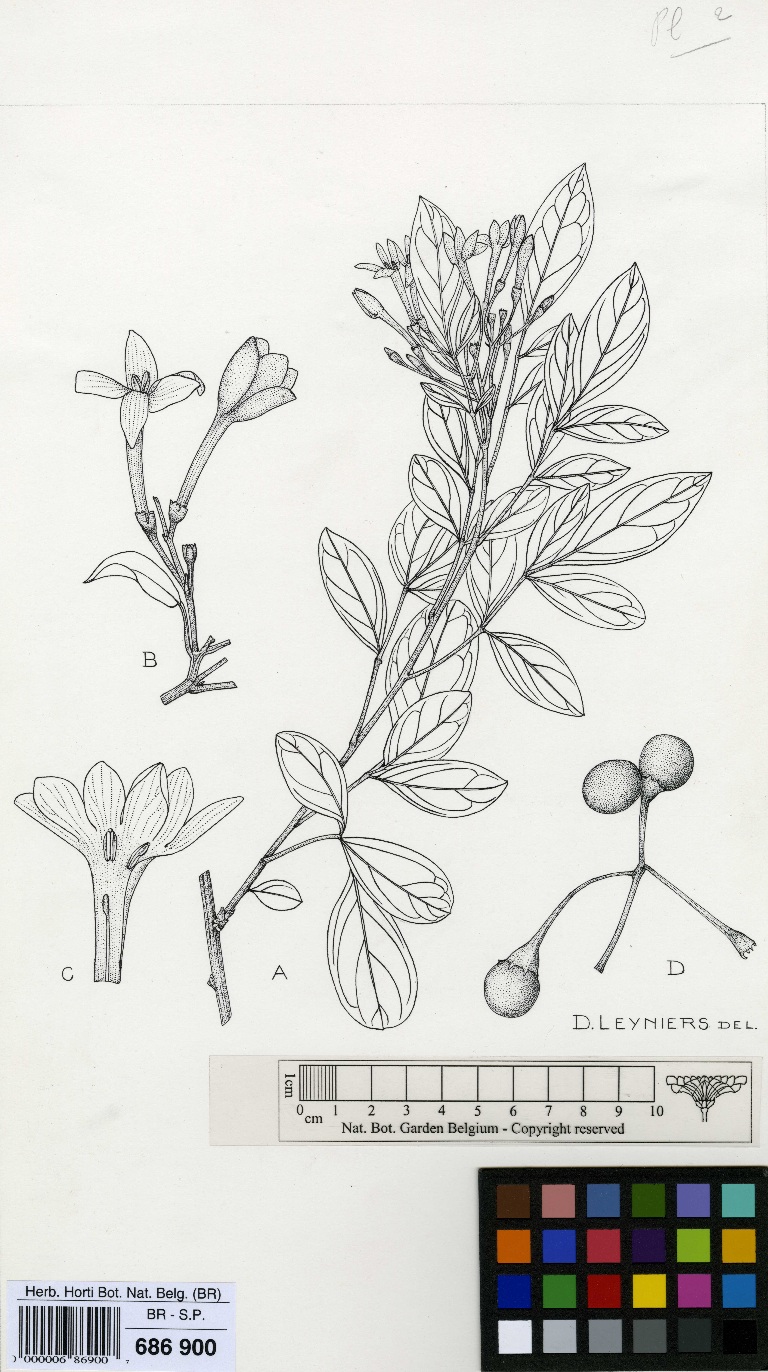 Pl 2
B
C
A
D
D. LEYNIERS DEL.
1cm
0 1 2 3 4 5 6 7 8 9 10
cm
Nat. Bot. Garden Belgium - Copyright reserved
Herb. Horti Bot. Nat. Belg. (BR)
BR - S.P.
686 900
000006 86900 7